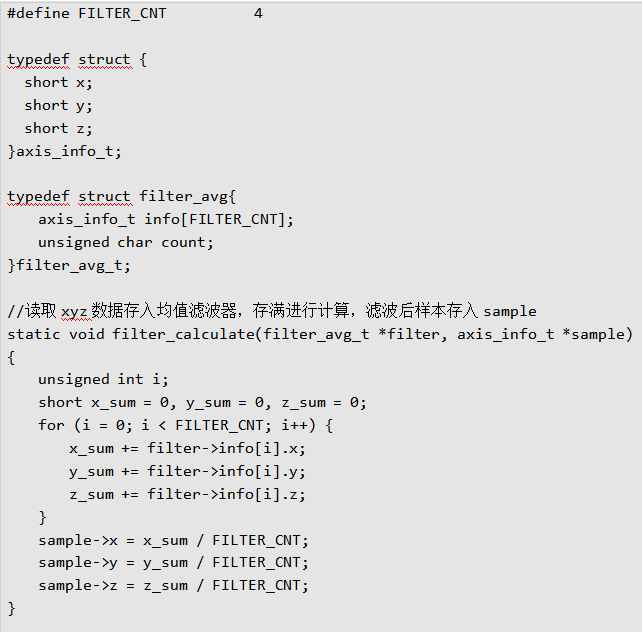 #define FILTER_CNT          4
typedef struct {
  short x;
  short y;
  short z;
}axis_info_t;
typedef struct filter_avg{
    axis_info_t info[FILTER_CNT];
    unsigned char count;
}filter_avg_t;
//读取 xyz 数据存入均值滤波器，存满进行计算，滤波后样本存入 sample
static void filter_calculate(filter_avg_t *filter, axis_info_t *sample)
{
    unsigned int i;
    short x_sum = 0, y_sum = 0, z_sum = 0;
    for (i = 0; i < FILTER_CNT; i++) {
        x_sum += filter->info[i].x;
        y_sum += filter->info[i].y;
        z_sum += filter->info[i].z;
    }
    sample->x = x_sum / FILTER_CNT;
    sample->y = y_sum / FILTER_CNT;
    sample->z = z_sum / FILTER_CNT;
}